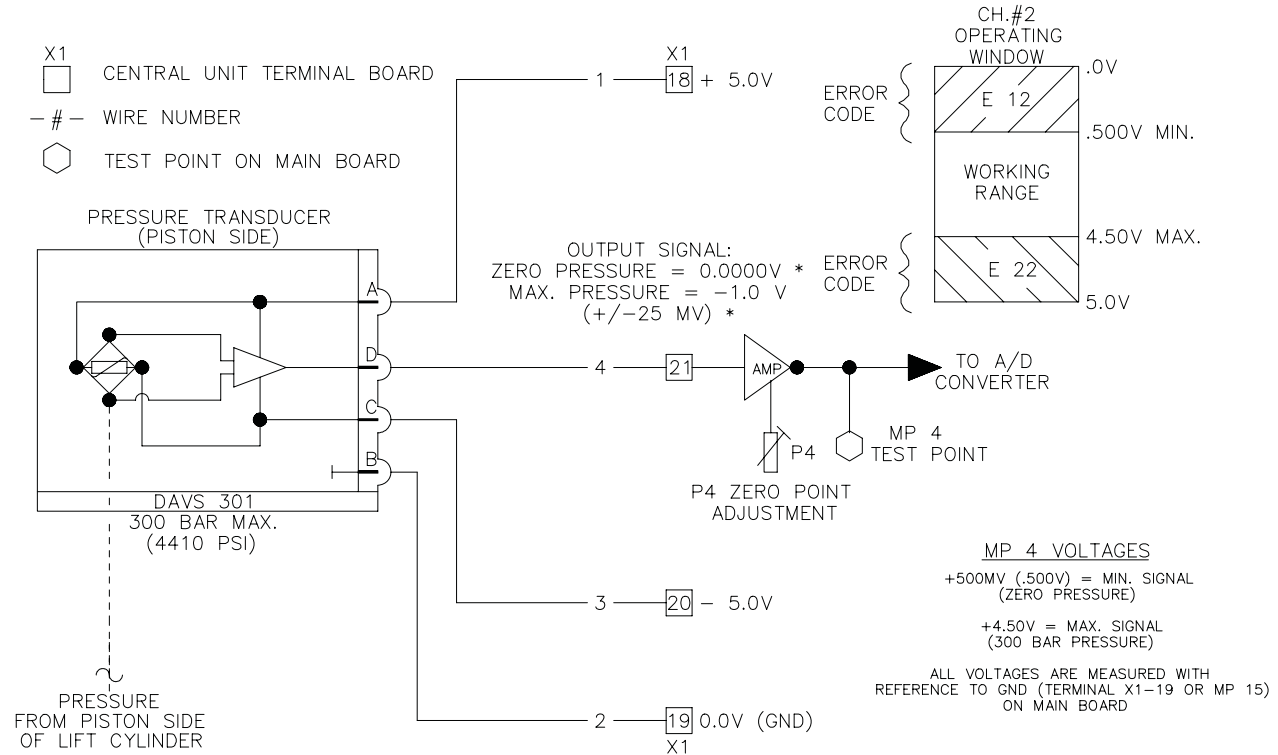 X1
CENTRAL UNIT TERMINAL BOARD
-#- WIRE NUMBER
TEST POINT ON MAIN BOARD
PRESSURE TRANSDUCER
(PISTON SIDE)
A
D
C
B
DAVS 301
300 BAR MAX.
(4410 PSI)
PRESSURE
FROM PISTON SIDE
OF LIFT CYLINDER
X1
1 18 + 5.0V
OUTPUT SIGNAL:
ZERO PRESSURE = 0.0000V *
MAX. PRESSURE = -1.0 V
(+/-25 MV) *
4 21
AMP
TO A/D
CONVERTER
P4
MP 4
TEST POINT
P4 ZERO POINT
ADJUSTMENT
3 20 - 5.0V
2 19 0.0V (GND)
X1
CH.#2
OPERATING
WINDOW
.0V
ERROR
CODE
E 12
.500V MIN.
WORKING
RANGE
4.50V MAX.
ERROR
CODE
E 22
5.0V
MP 4 VOLTAGES
+500MV (.500V) = MIN. SIGNAL
(ZERO PRESSURE)
+4.50V = MAX. SIGNAL
(300 BAR PRESSURE)
ALL VOLTAGES ARE MEASURED WITH
REFERENCE TO GND (TERMINAL X1-19 OR MP 15)
ON MAIN BOARD